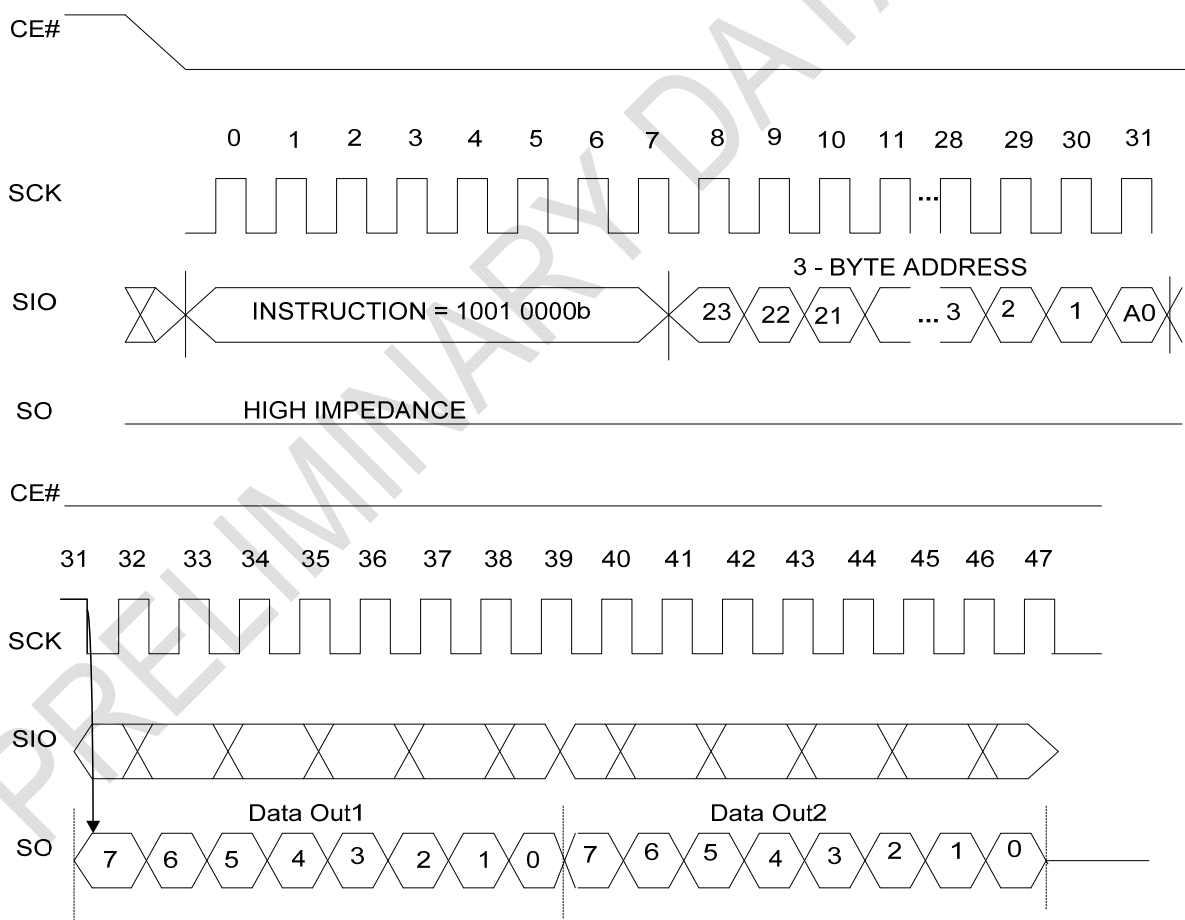 CE#
0 1 2 3 4 5 6 7 8 9 10 11 28 29 30 31
SCK ...
3 - BYTE ADDRESS
SIO INSTRUCTION = 1001 0000b 23 22 21 ... 3 2 1 A0
SO HIGH IMPEDANCE
CE#
31 32 33 34 35 36 37 38 39 40 41 42 43 44 45 46 47
SCK
SIO
Data Out1 Data Out2
SO 7 6 5 4 3 2 1 0 7 6 5 4 3 2 1 0